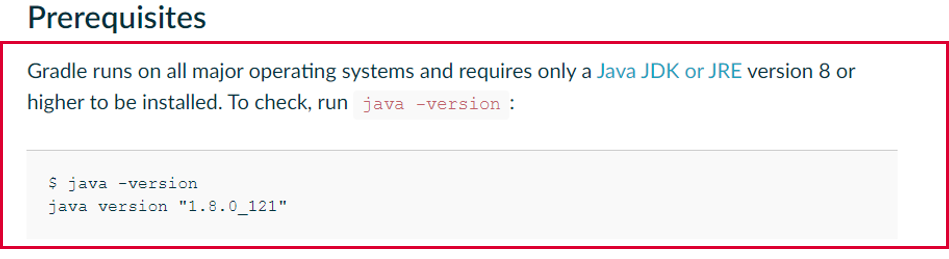 Prerequisites
Gradle runs on all major operating systems and requires only a Java JDK or JRE version 8 or
higher to be installed. To check, run java -version :
$ java -version
java version "1.8.0_121"